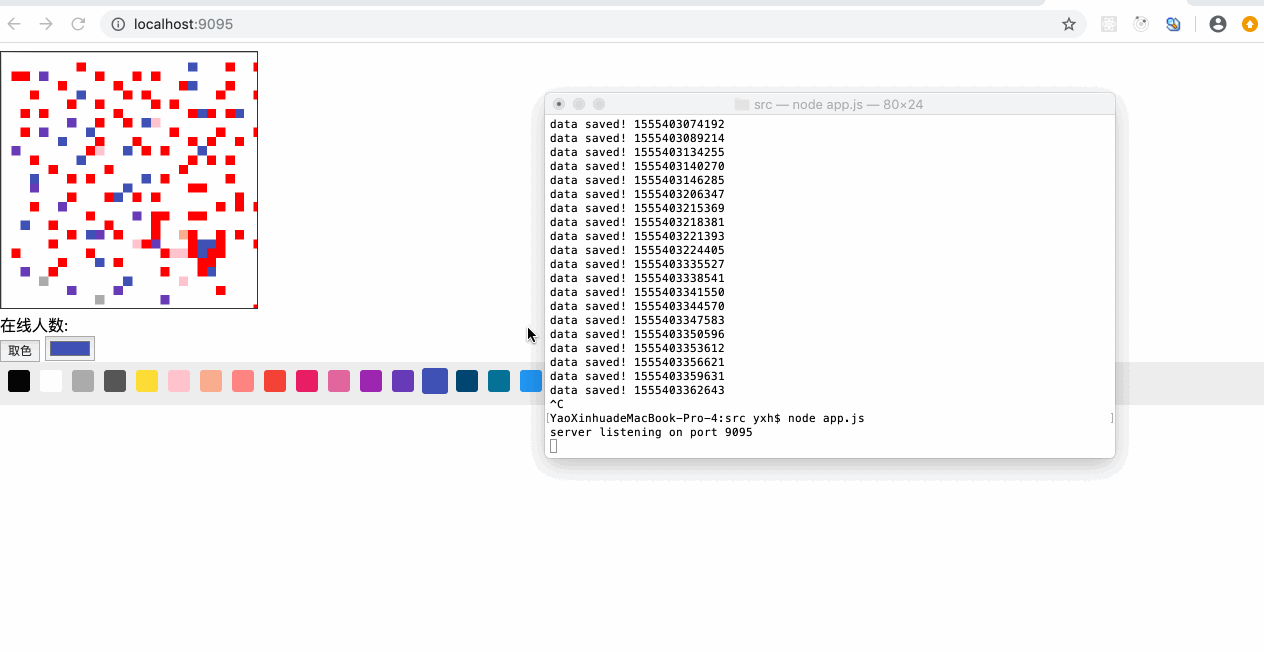 localhost:9095
src — node app.js — 80×24
data saved! 1555403074192
data saved! 1555403089214
data saved! 1555403134255
data saved! 1555403140270
data saved! 1555403146285
data saved! 1555403206347
data saved! 1555403215369
data saved! 1555403218381
data saved! 1555403221393
data saved! 1555403224405
data saved! 1555403335527
data saved! 1555403338541
data saved! 1555403341550
data saved! 1555403344570
data saved! 1555403347583
data saved! 1555403350596
data saved! 1555403353612
data saved! 1555403356621
data saved! 1555403359631
data saved! 1555403362643
^C
[YaoXinhuadeMacBook-Pro-4:src yxh$ node app.js ]
server listening on port 9095
在线人数:
取色